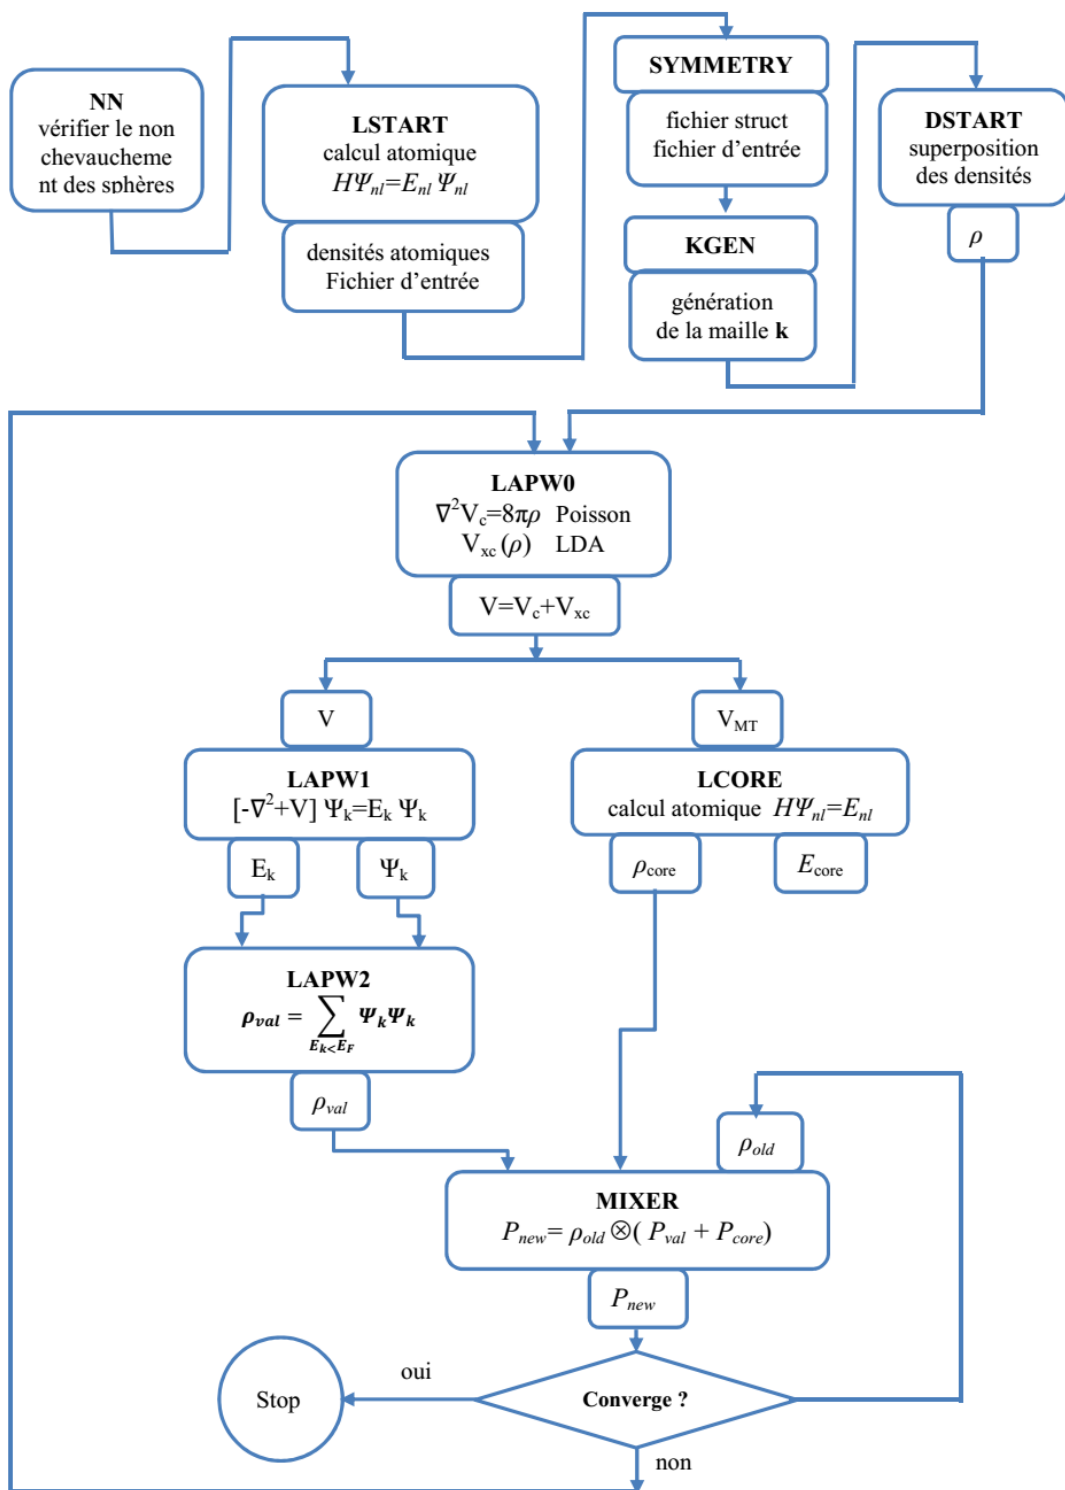 NN
vérifier le non
chevaucheme
nt des sphères
LSTART
calcul atomique
HΨnl=Enl Ψnl
densités atomiques
Fichier d'entrée
SYMMETRY
fichier struct
fichier d'entrée
KGEN
génération
de la maille k
DSTART
superposition
des densités
ρ
LAPW0
∇²Vc=8πρ Poisson
Vxc(ρ) LDA
V=Vc+Vxc
V
LAPW1
[-∇²+V] Ψk=Ek Ψk
Ek
Ψk
VMT
LCORE
calcul atomique HΨnl=Enl
ρcore
Ecore
LAPW2
ρval = ∑ ΨkΨk
Ek<EF
ρval
ρold
MIXER
Pnew= ρold ⊗( Pval + Pcore)
Pnew
Converge ?
oui
Stop
non